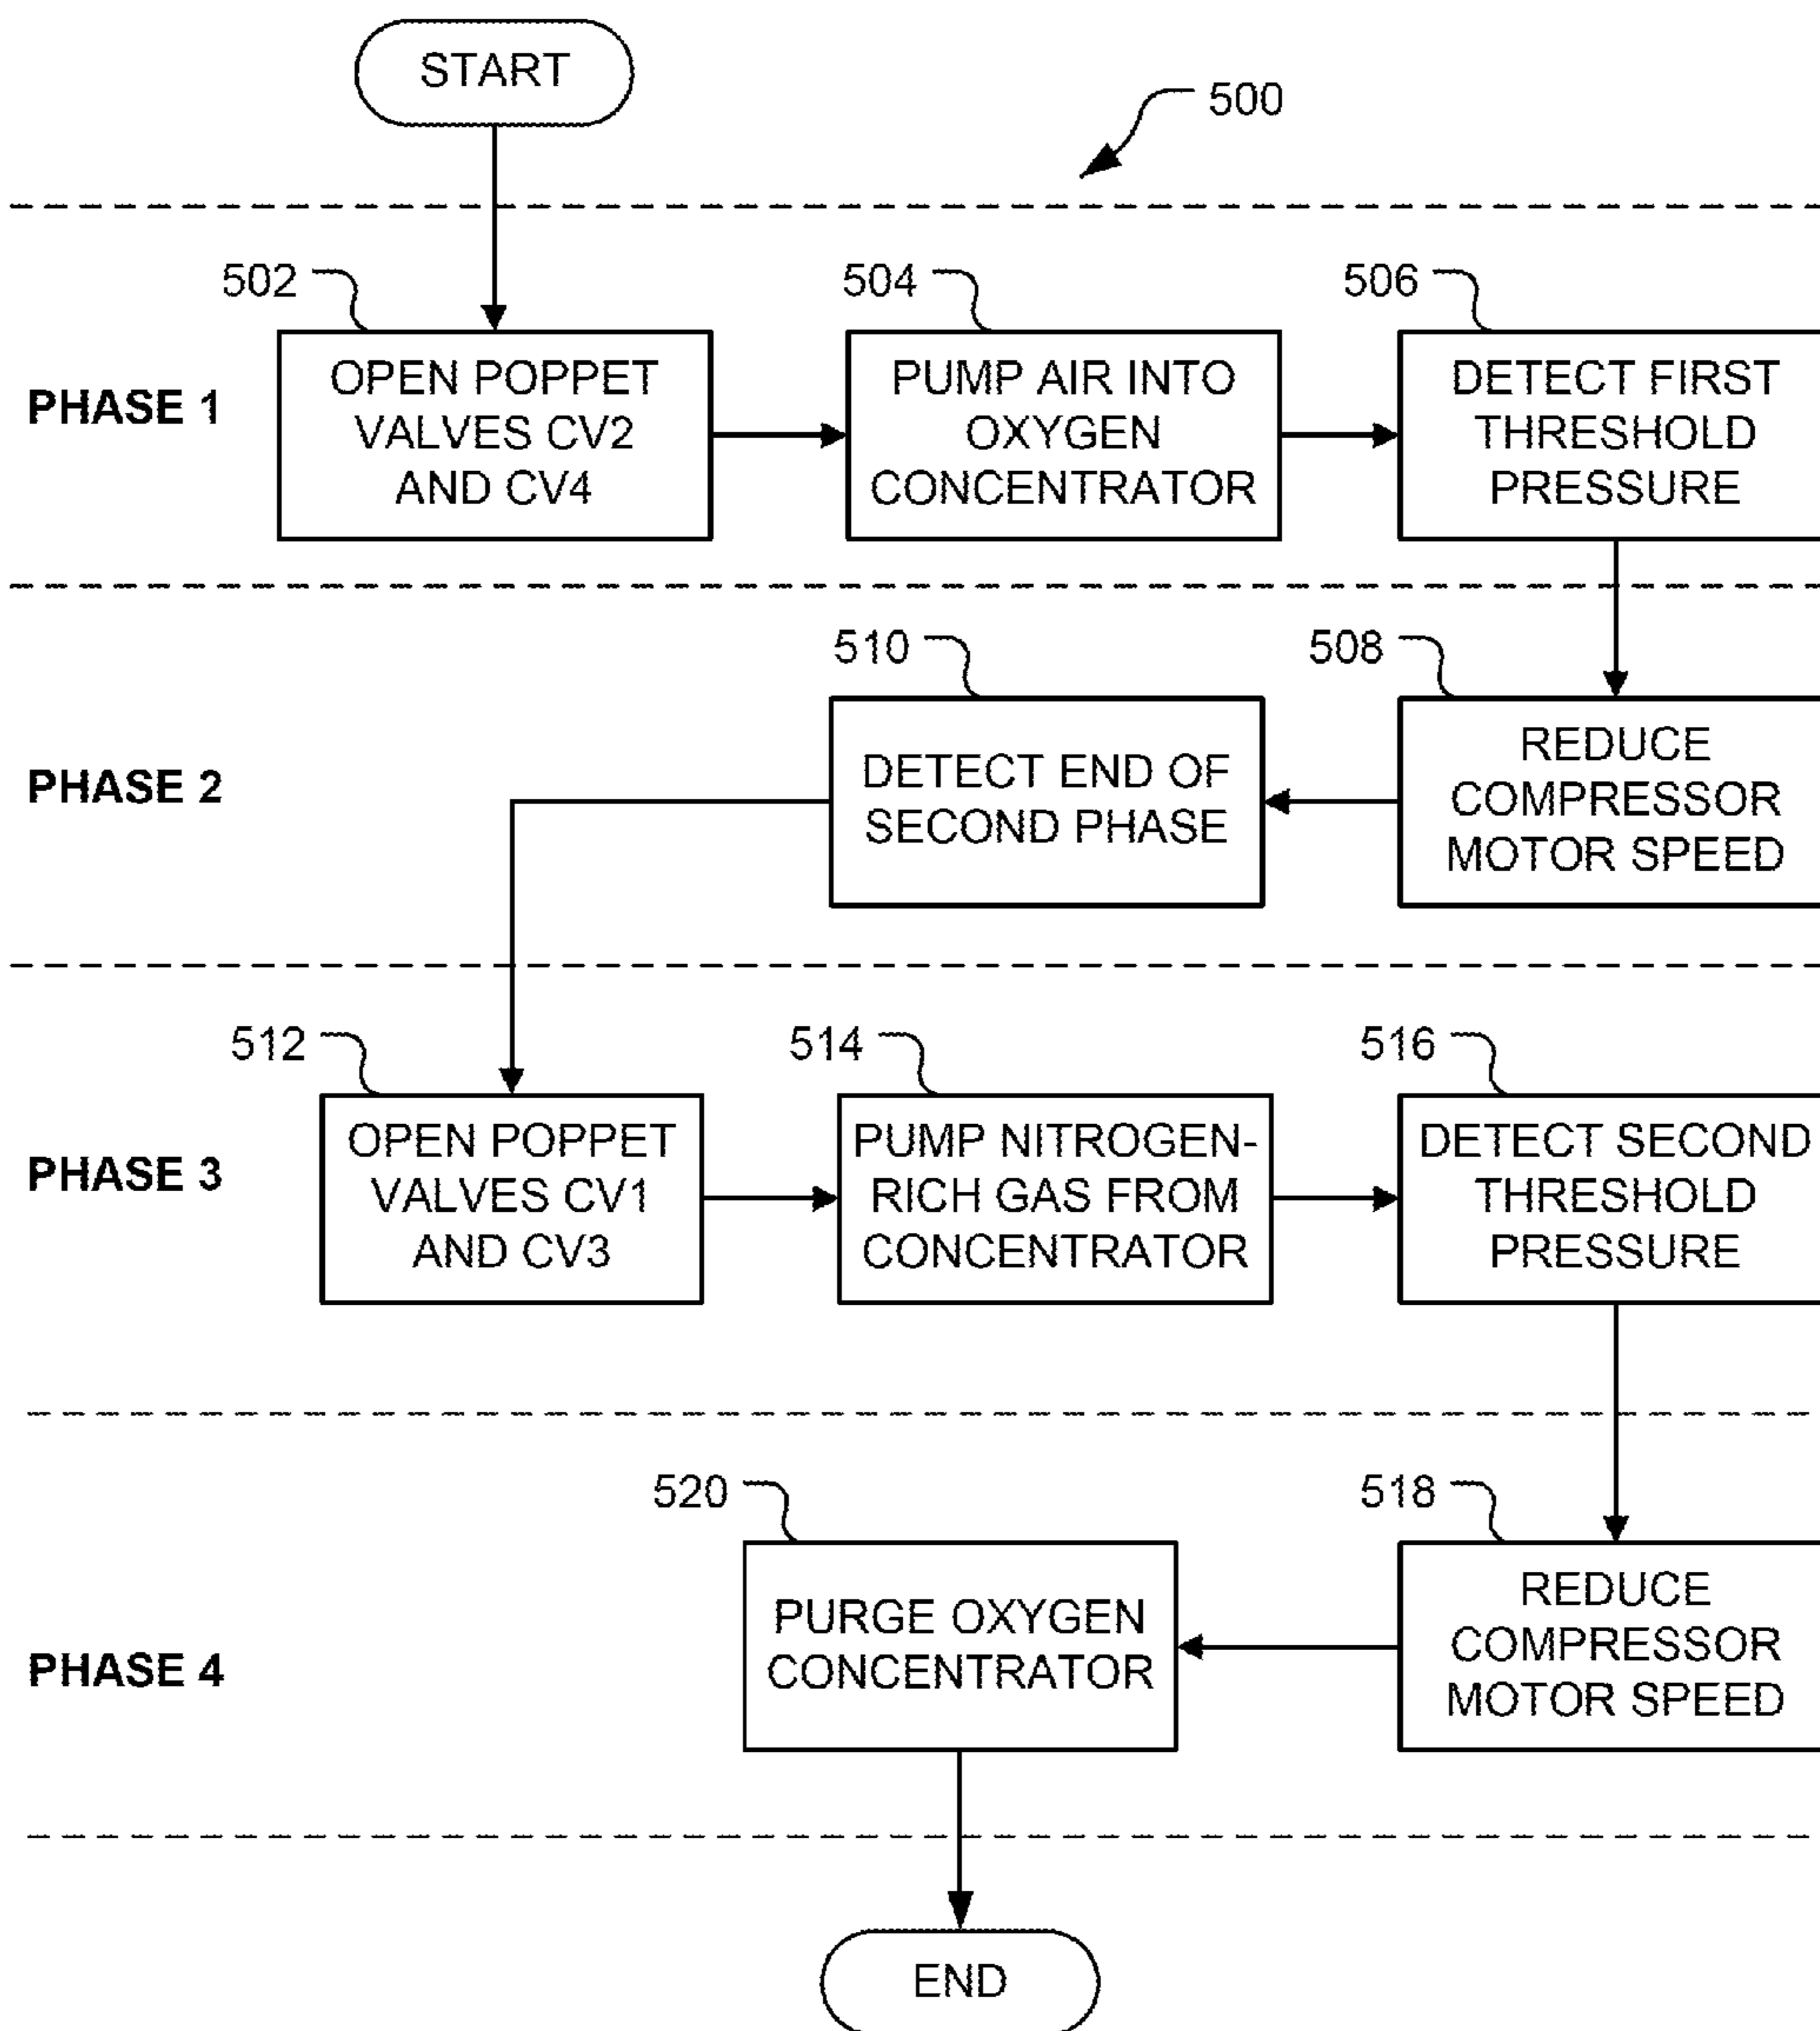 START
500
502
504
506
PHASE 1
OPEN POPPET
VALVES CV2
AND CV4
PUMP AIR INTO
OXYGEN
CONCENTRATOR
DETECT FIRST
THRESHOLD
PRESSURE
510
508
PHASE 2
DETECT END OF
SECOND PHASE
REDUCE
COMPRESSOR
MOTOR SPEED
512
514
516
PHASE 3
OPEN POPPET
VALVES CV1
AND CV3
PUMP NITROGEN-
RICH GAS FROM
CONCENTRATOR
DETECT SECOND
THRESHOLD
PRESSURE
520
518
PHASE 4
PURGE OXYGEN
CONCENTRATOR
REDUCE
COMPRESSOR
MOTOR SPEED
END